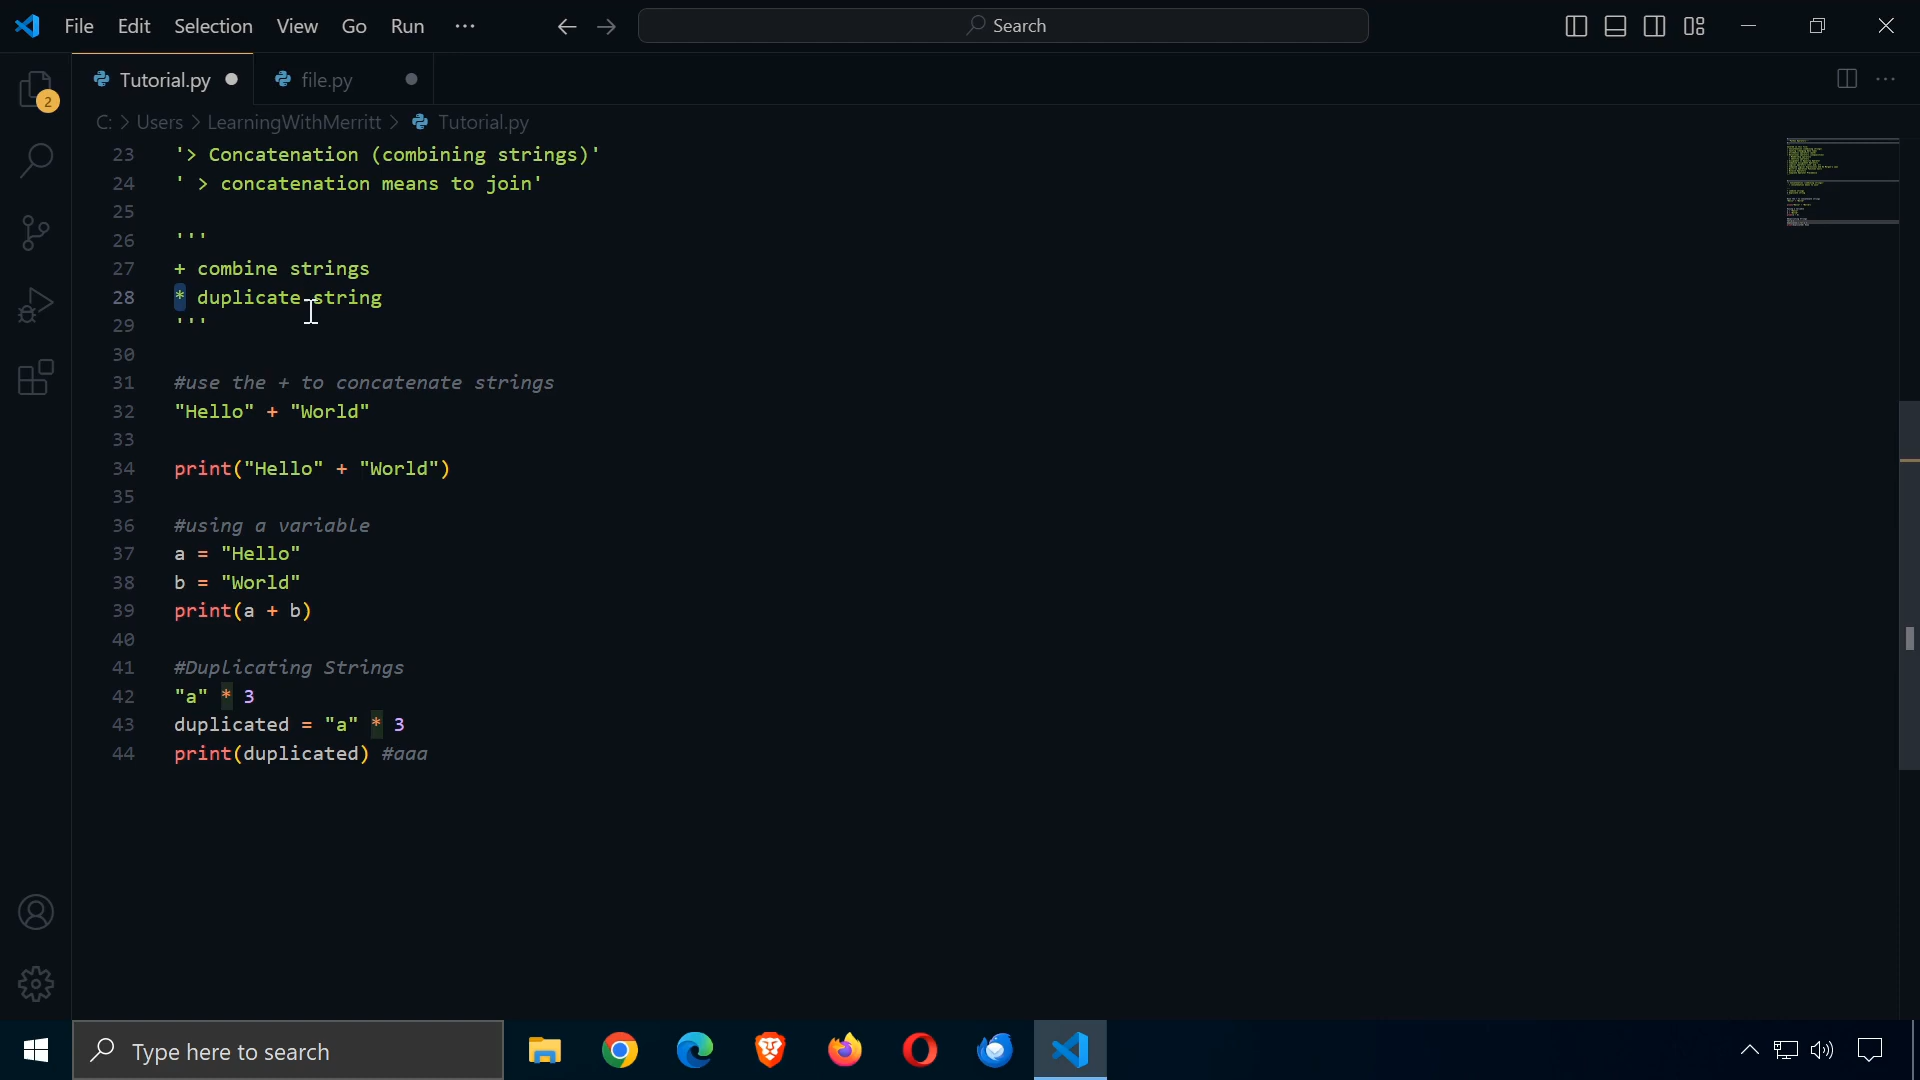 File Edit Selection View Go Run ··· Search
Tutorial.py file.py
2
C: > Users > LearningWithMerritt > Tutorial.py
23 '> Concatenation (combining strings)'
24 ' > concatenation means to join'
25
26 '''
27 + combine strings
28 * duplicate string
29 '''
30
31 #use the + to concatenate strings
32 "Hello" + "World"
33
34 print("Hello" + "World")
35
36 #using a variable
37 a = "Hello"
38 b = "World"
39 print(a + b)
40
41 #Duplicating Strings
42 "a" * 3
43 duplicated = "a" * 3
44 print(duplicated) #aaa
Type here to search